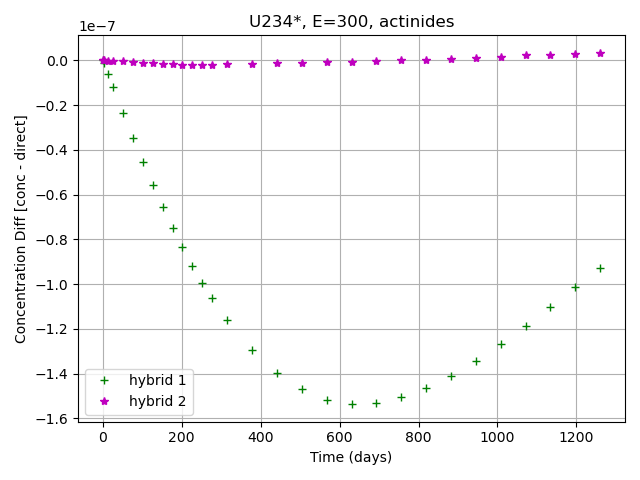 U234*, E=300, actinides
1e−7
0.0
−0.2
−0.4
−0.6
−0.8
−1.0
−1.2
−1.4
−1.6
Concentration Diff [conc - direct]
hybrid 1
hybrid 2
0 200 400 600 800 1000 1200
Time (days)